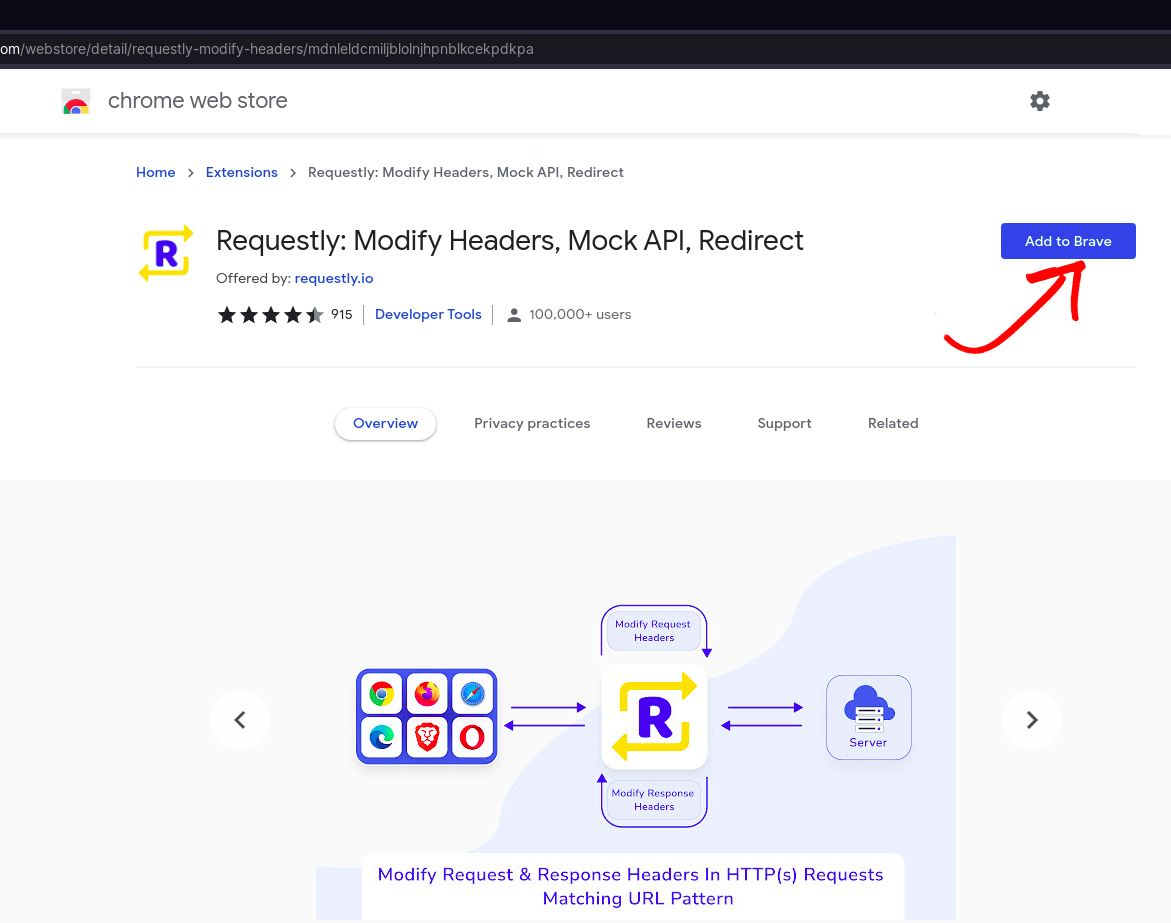 om/webstore/detail/requestly-modify-headers/mdnleldcmiljblolnjhpnblkcekpdkpa
chrome web store
Home > Extensions > Requestly: Modify Headers, Mock API, Redirect
Requestly: Modify Headers, Mock API, Redirect
Add to Brave
Offered by: requestly.io
915
Developer Tools
100,000+ users
Overview
Privacy practices
Reviews
Support
Related
Modify Request
Headers
R
Server
Modify Response
Headers
Modify Request & Response Headers In HTTP(s) Requests
Matching URL Pattern